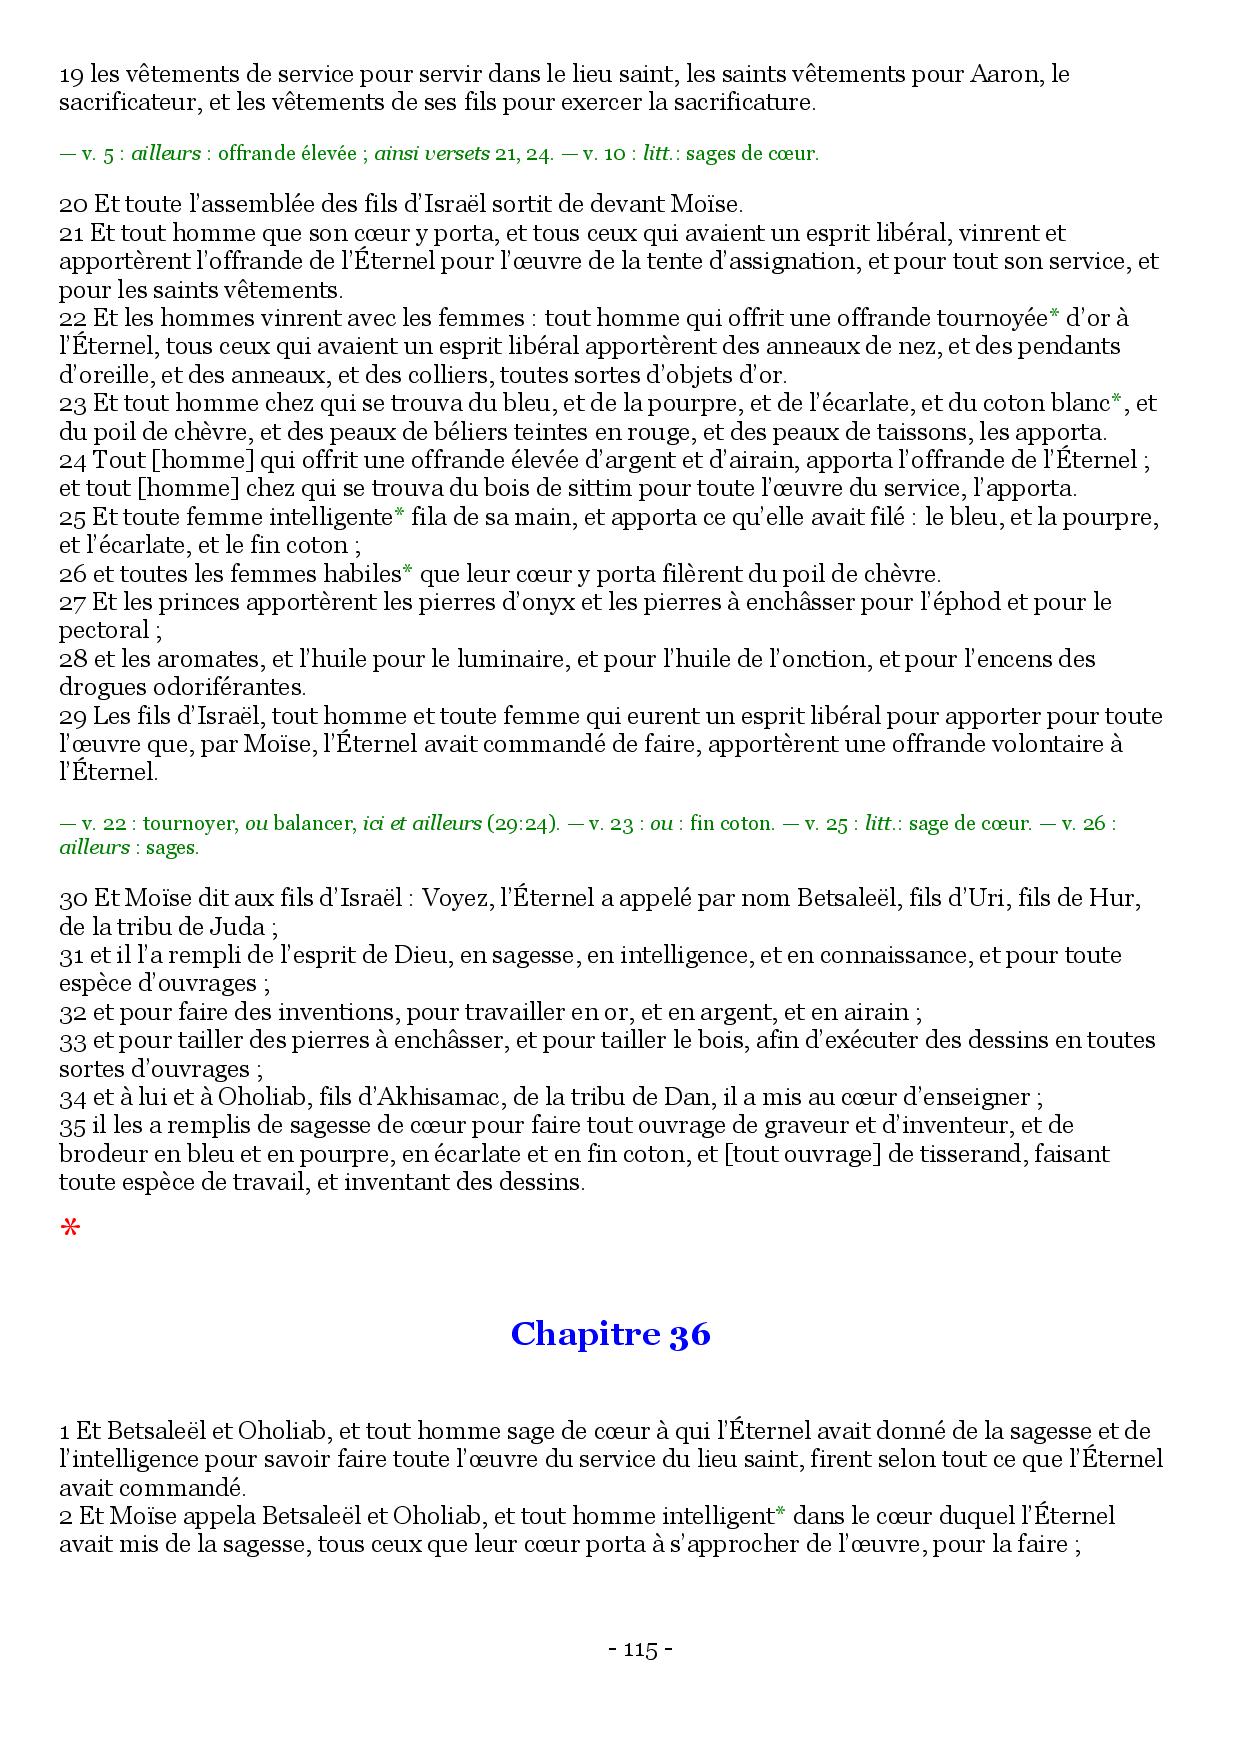 19 les vêtements de service pour servir dans le lieu saint, les saints vêtements pour Aaron, le
sacrificateur, et les vêtements de ses fils pour exercer la sacrificature.
— v. 5 : ailleurs : offrande élevée ; ainsi versets 21, 24. — v. 10 : litt.: sages de cœur.
20 Et toute l’assemblée des fils d’Israël sortit de devant Moïse.
21 Et tout homme que son cœur y porta, et tous ceux qui avaient un esprit libéral, vinrent et
apportèrent l’offrande de l’Éternel pour l’œuvre de la tente d’assignation, et pour tout son service, et
pour les saints vêtements.
22 Et les hommes vinrent avec les femmes : tout homme qui offrit une offrande tournoyée* d’or à
l’Éternel, tous ceux qui avaient un esprit libéral apportèrent des anneaux de nez, et des pendants
d’oreille, et des anneaux, et des colliers, toutes sortes d’objets d’or.
23 Et tout homme chez qui se trouva du bleu, et de la pourpre, et de l’écarlate, et du coton blanc*, et
du poil de chèvre, et des peaux de béliers teintes en rouge, et des peaux de taissons, les apporta.
24 Tout [homme] qui offrit une offrande élevée d’argent et d’airain, apporta l’offrande de l’Éternel ;
et tout [homme] chez qui se trouva du bois de sittim pour toute l’œuvre du service, l’apporta.
25 Et toute femme intelligente* fila de sa main, et apporta ce qu’elle avait filé : le bleu, et la pourpre,
et l’écarlate, et le fin coton ;
26 et toutes les femmes habiles* que leur cœur y porta filèrent du poil de chèvre.
27 Et les princes apportèrent les pierres d’onyx et les pierres à enchâsser pour l’éphod et pour le
pectoral ;
28 et les aromates, et l’huile pour le luminaire, et pour l’huile de l’onction, et pour l’encens des
drogues odoriférantes.
29 Les fils d’Israël, tout homme et toute femme qui eurent un esprit libéral pour apporter pour toute
l’œuvre que, par Moïse, l’Éternel avait commandé de faire, apportèrent une offrande volontaire à
l’Éternel.
— v. 22 : tournoyer, ou balancer, ici et ailleurs (29:24). — v. 23 : ou : fin coton. — v. 25 : litt.: sage de cœur. — v. 26 :
ailleurs : sages.
30 Et Moïse dit aux fils d’Israël : Voyez, l’Éternel a appelé par nom Betsaleël, fils d’Uri, fils de Hur,
de la tribu de Juda ;
31 et il l’a rempli de l’esprit de Dieu, en sagesse, en intelligence, et en connaissance, et pour toute
espèce d’ouvrages ;
32 et pour faire des inventions, pour travailler en or, et en argent, et en airain ;
33 et pour tailler des pierres à enchâsser, et pour tailler le bois, afin d’exécuter des dessins en toutes
sortes d’ouvrages ;
34 et à lui et à Oholiab, fils d’Akhisamac, de la tribu de Dan, il a mis au cœur d’enseigner ;
35 il les a remplis de sagesse de cœur pour faire tout ouvrage de graveur et d’inventeur, et de
brodeur en bleu et en pourpre, en écarlate et en fin coton, et [tout ouvrage] de tisserand, faisant
toute espèce de travail, et inventant des dessins.
*
Chapitre 36
1 Et Betsaleël et Oholiab, et tout homme sage de cœur à qui l’Éternel avait donné de la sagesse et de
l’intelligence pour savoir faire toute l’œuvre du service du lieu saint, firent selon tout ce que l’Éternel
avait commandé.
2 Et Moïse appela Betsaleël et Oholiab, et tout homme intelligent* dans le cœur duquel l’Éternel
avait mis de la sagesse, tous ceux que leur cœur porta à s’approcher de l’œuvre, pour la faire ;
- 115 -